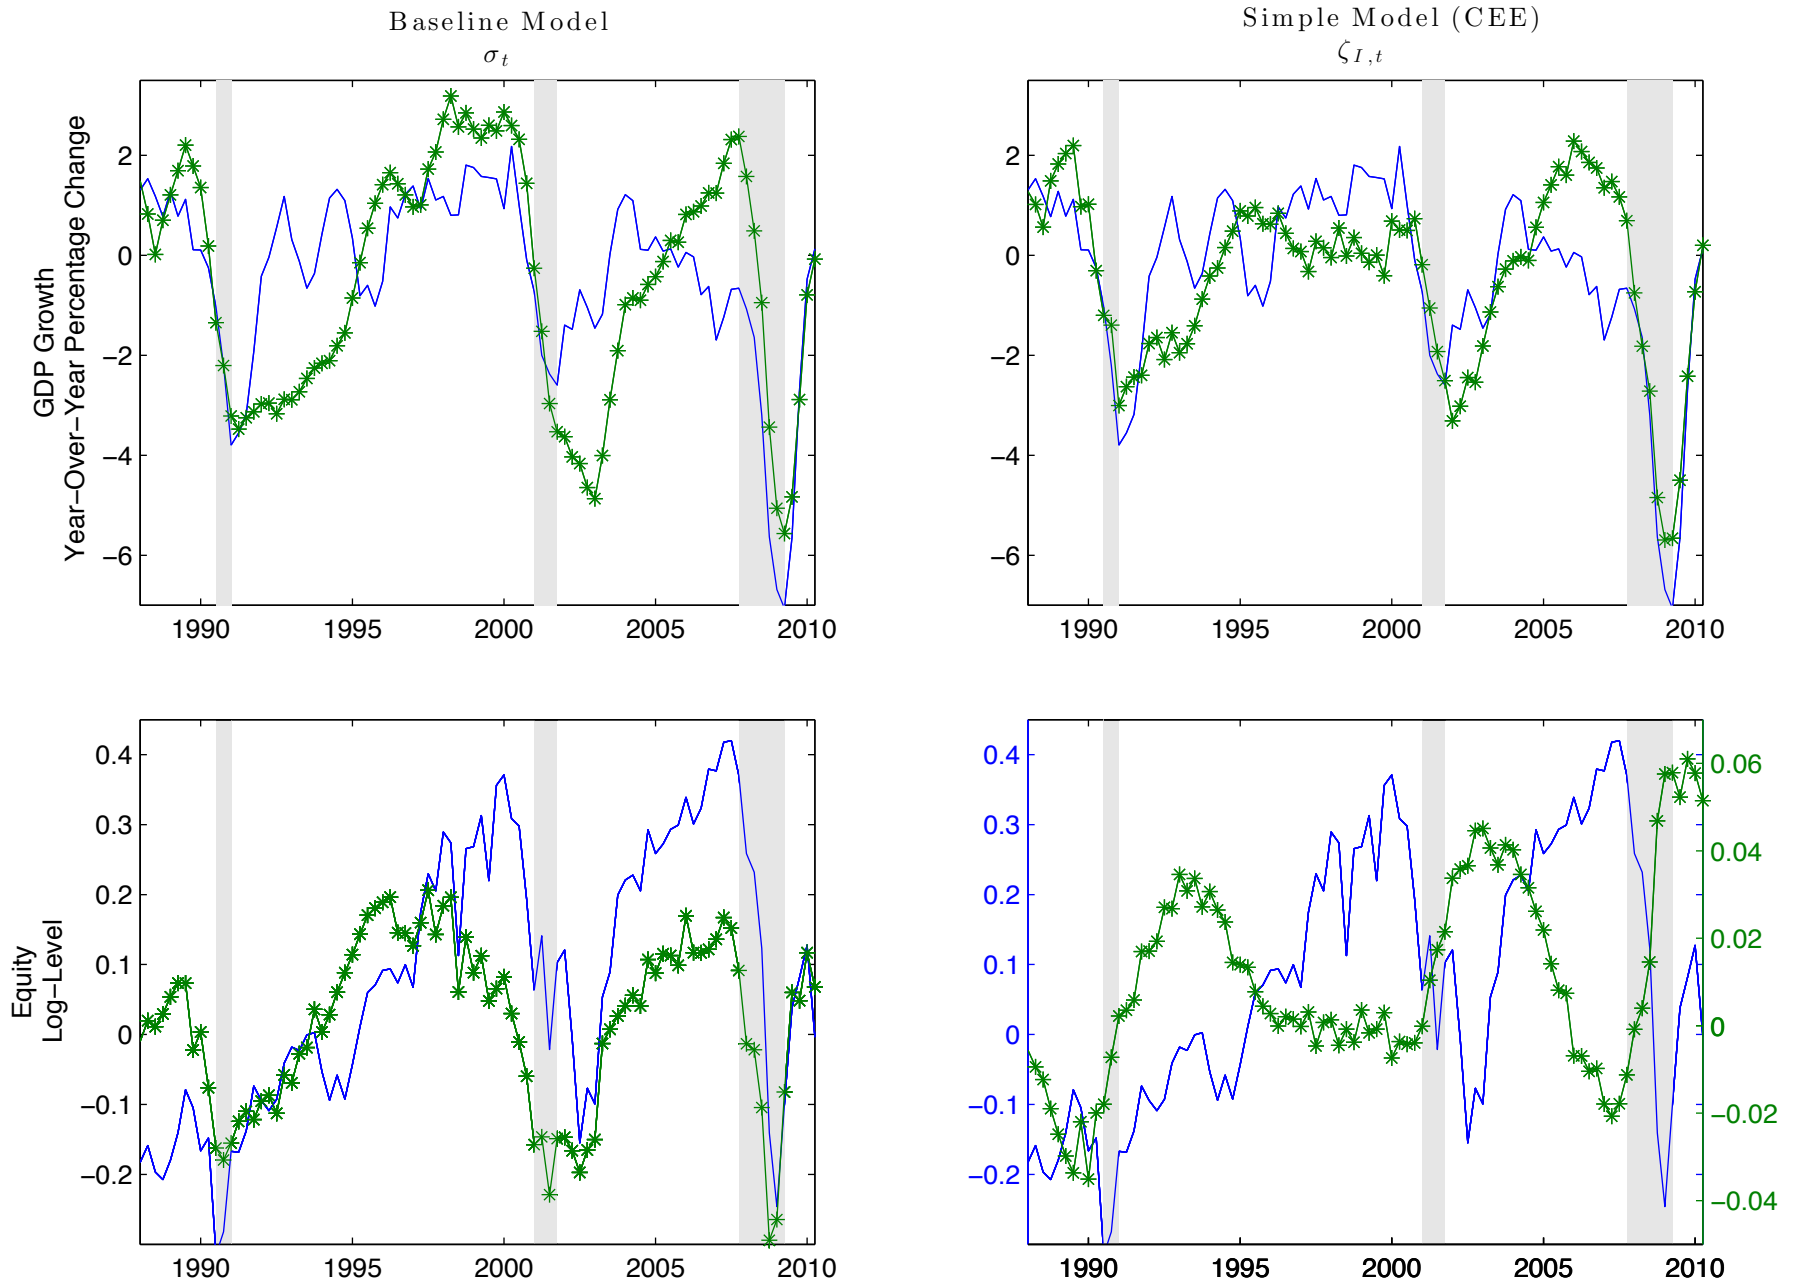 Baseline Model
σ t
Simple Model (CEE)
ζ I,t
GDP Growth
Year−Over−Year Percentage Change
2
0
−2
−4
−6
1990 1995 2000 2005 2010
2
0
−2
−4
−6
1990 1995 2000 2005 2010
Equity
Log−Level
0.4
0.3
0.2
0.1
0
−0.1
−0.2
1990 1995 2000 2005 2010
0.4
0.3
0.2
0.1
0
−0.1
−0.2
0.06
0.04
0.02
0
−0.02
−0.04
1990 1995 2000 2005 2010